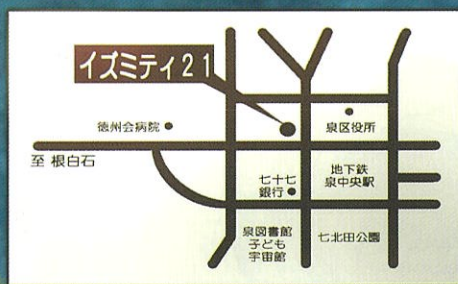 イズミティ21
徳州会病院
泉区役所
至 根白石
七十七
銀行
地下鉄
泉中央駅
泉図書館
子ども
宇宙館
七北田公園